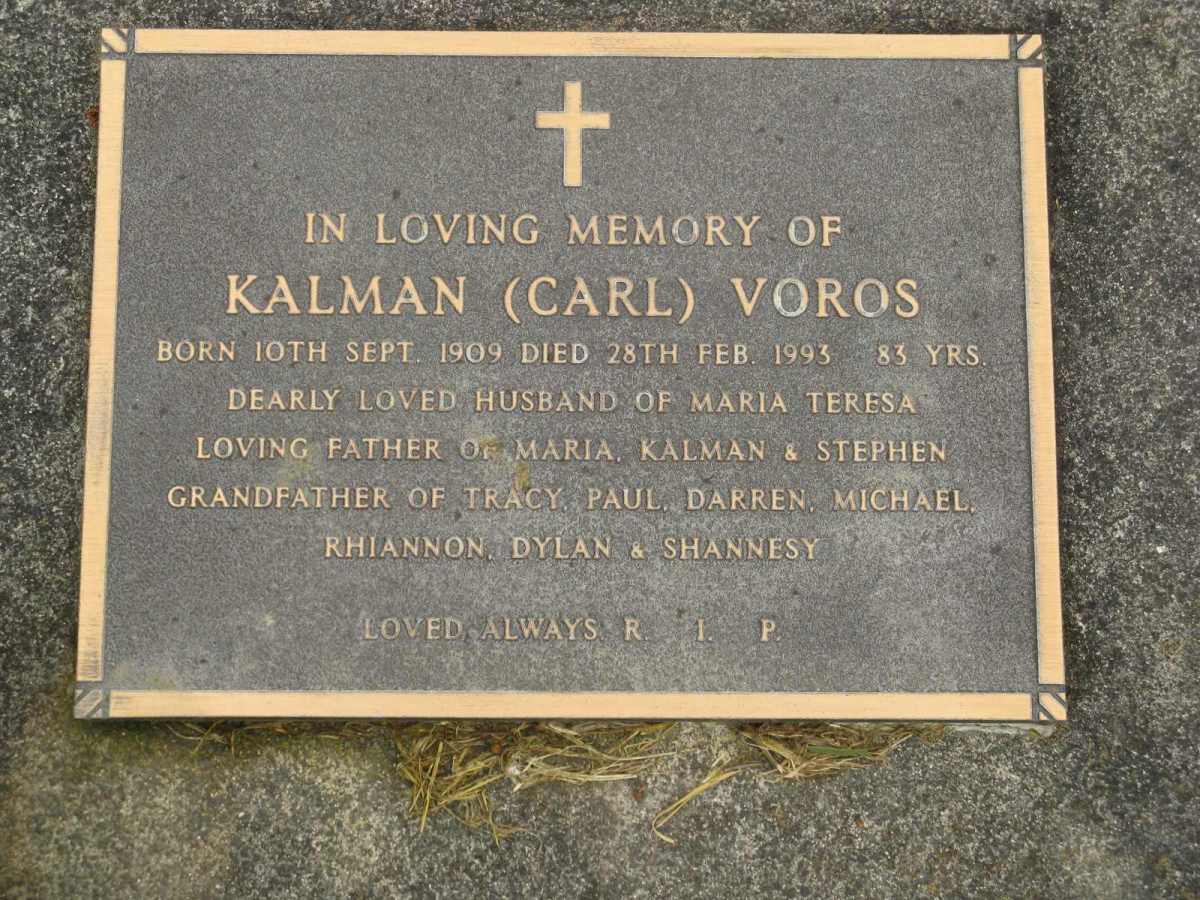 IN LOVING MEMORY OF
KALMAN (CARL) VOROS
BORN 10TH SEPT. 1909 DIED 28TH FEB. 1993 83 YRS.
DEARLY LOVED HUSBAND OF MARIA TERESA
LOVING FATHER OF MARIA, KALMAN & STEPHEN
GRANDFATHER OF TRACY, PAUL, DARREN, MICHAEL,
RHIANNON, DYLAN & SHANNESY
LOVED ALWAYS R. I. P.